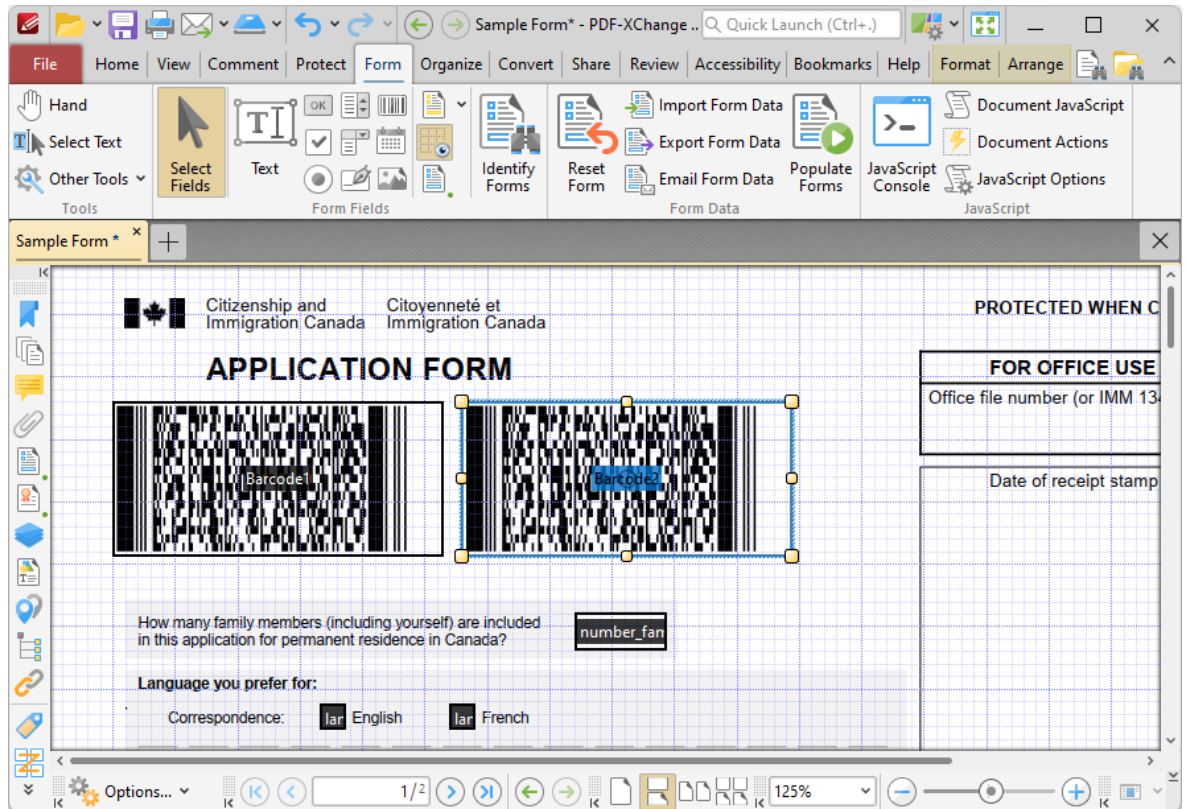 Sample Form* - PDF-XChange .. Quick Launch (Ctrl+.)
File Home View Comment Protect Form Organize Convert Share Review Accessibility Bookmarks Help Format Arrange
Hand
Select Text
Other Tools
Tools
Select Fields
Text
OK
Form Fields
Identify Forms
Reset Form
Import Form Data
Export Form Data
Email Form Data
Populate Forms
Form Data
JavaScript Console
Document JavaScript
Document Actions
JavaScript Options
JavaScript
Sample Form *
Citizenship and
Immigration Canada
Citoyenneté et
Immigration Canada
PROTECTED WHEN C
APPLICATION FORM
FOR OFFICE USE
Office file number (or IMM 134
Barcode1
Barcode2
Date of receipt stamp
How many family members (including yourself) are included
in this application for permanent residence in Canada?
number_fam
Language you prefer for:
Correspondence: lar English lar French
Options... 1/2 125%